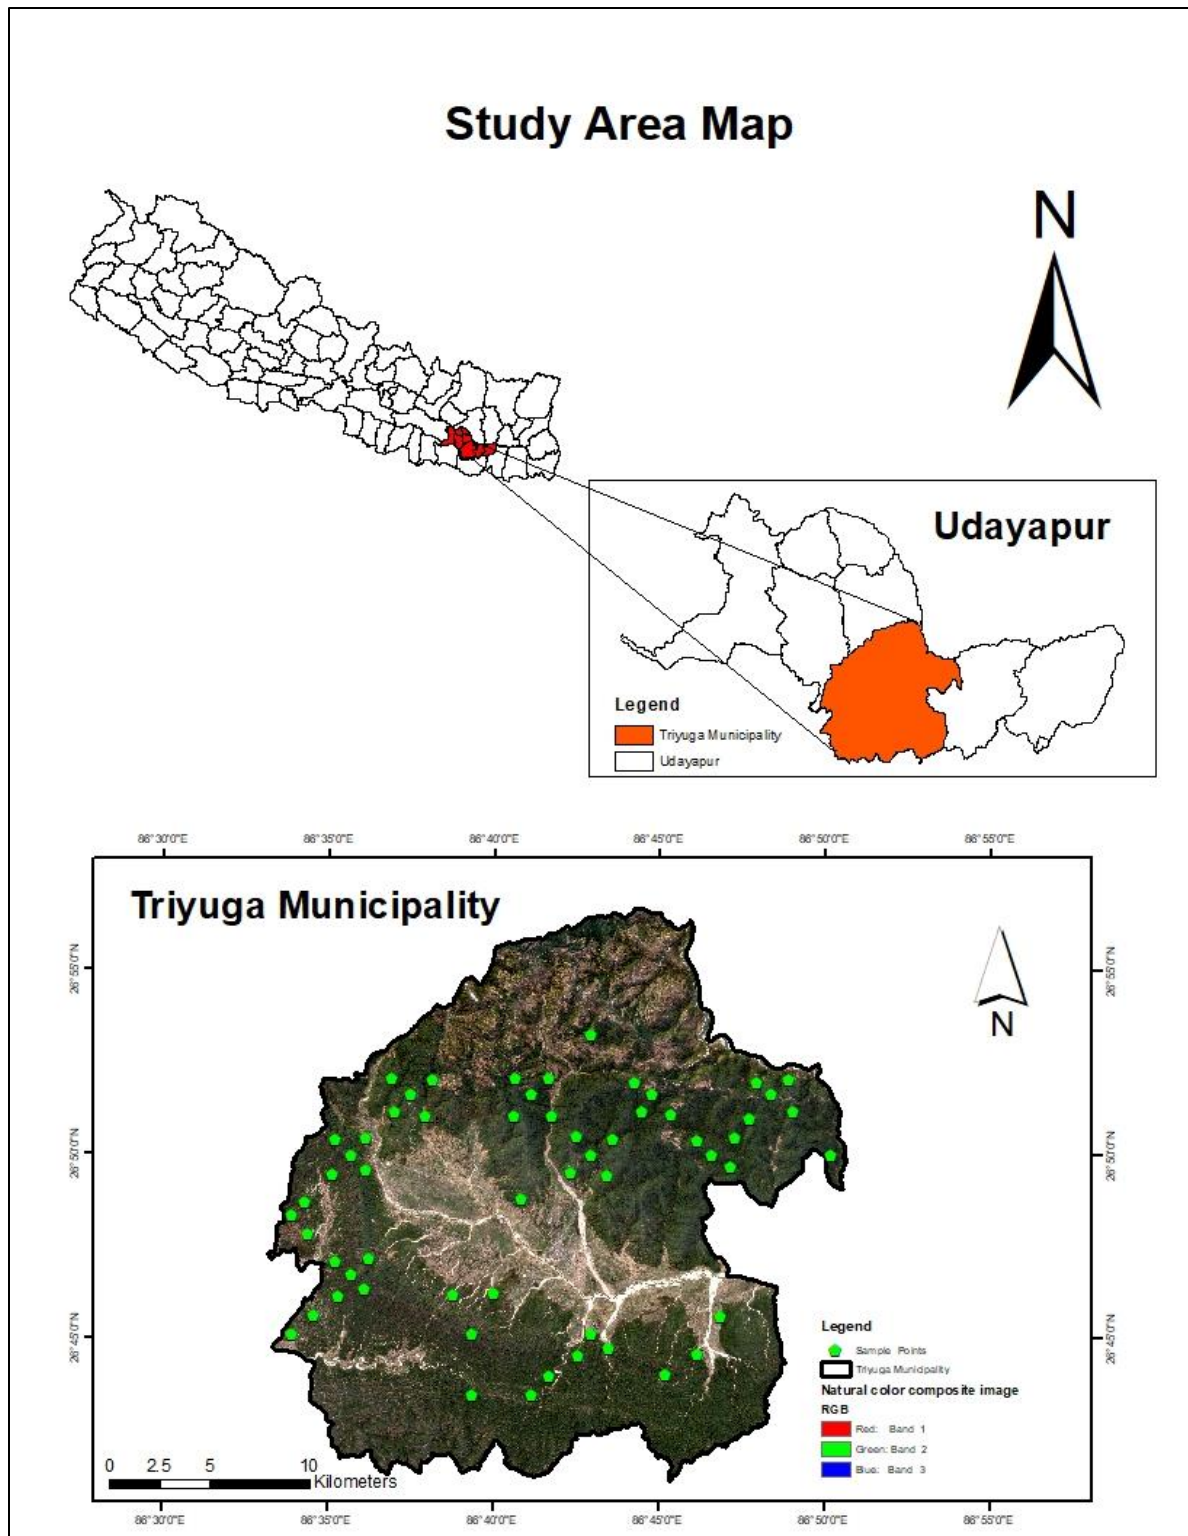 Study Area Map
N
Udayapur
Legend
Triyuga Municipality
Udayapur
86°30'0"E 86°35'0"E 86°40'0"E 86°45'0"E 86°50'0"E 86°55'0"E
Triyuga Municipality
26°55'0"N 26°55'0"N
N
26°50'0"N 26°50'0"N
26°45'0"N 26°45'0"N
Legend
Sample Points
Triyuga Municipality
Natural color composite image
RGB
Red: Band 1
Green: Band 2
Blue: Band 3
0 2.5 5 10
Kilometers
86°30'0"E 86°35'0"E 86°40'0"E 86°45'0"E 86°50'0"E 86°55'0"E